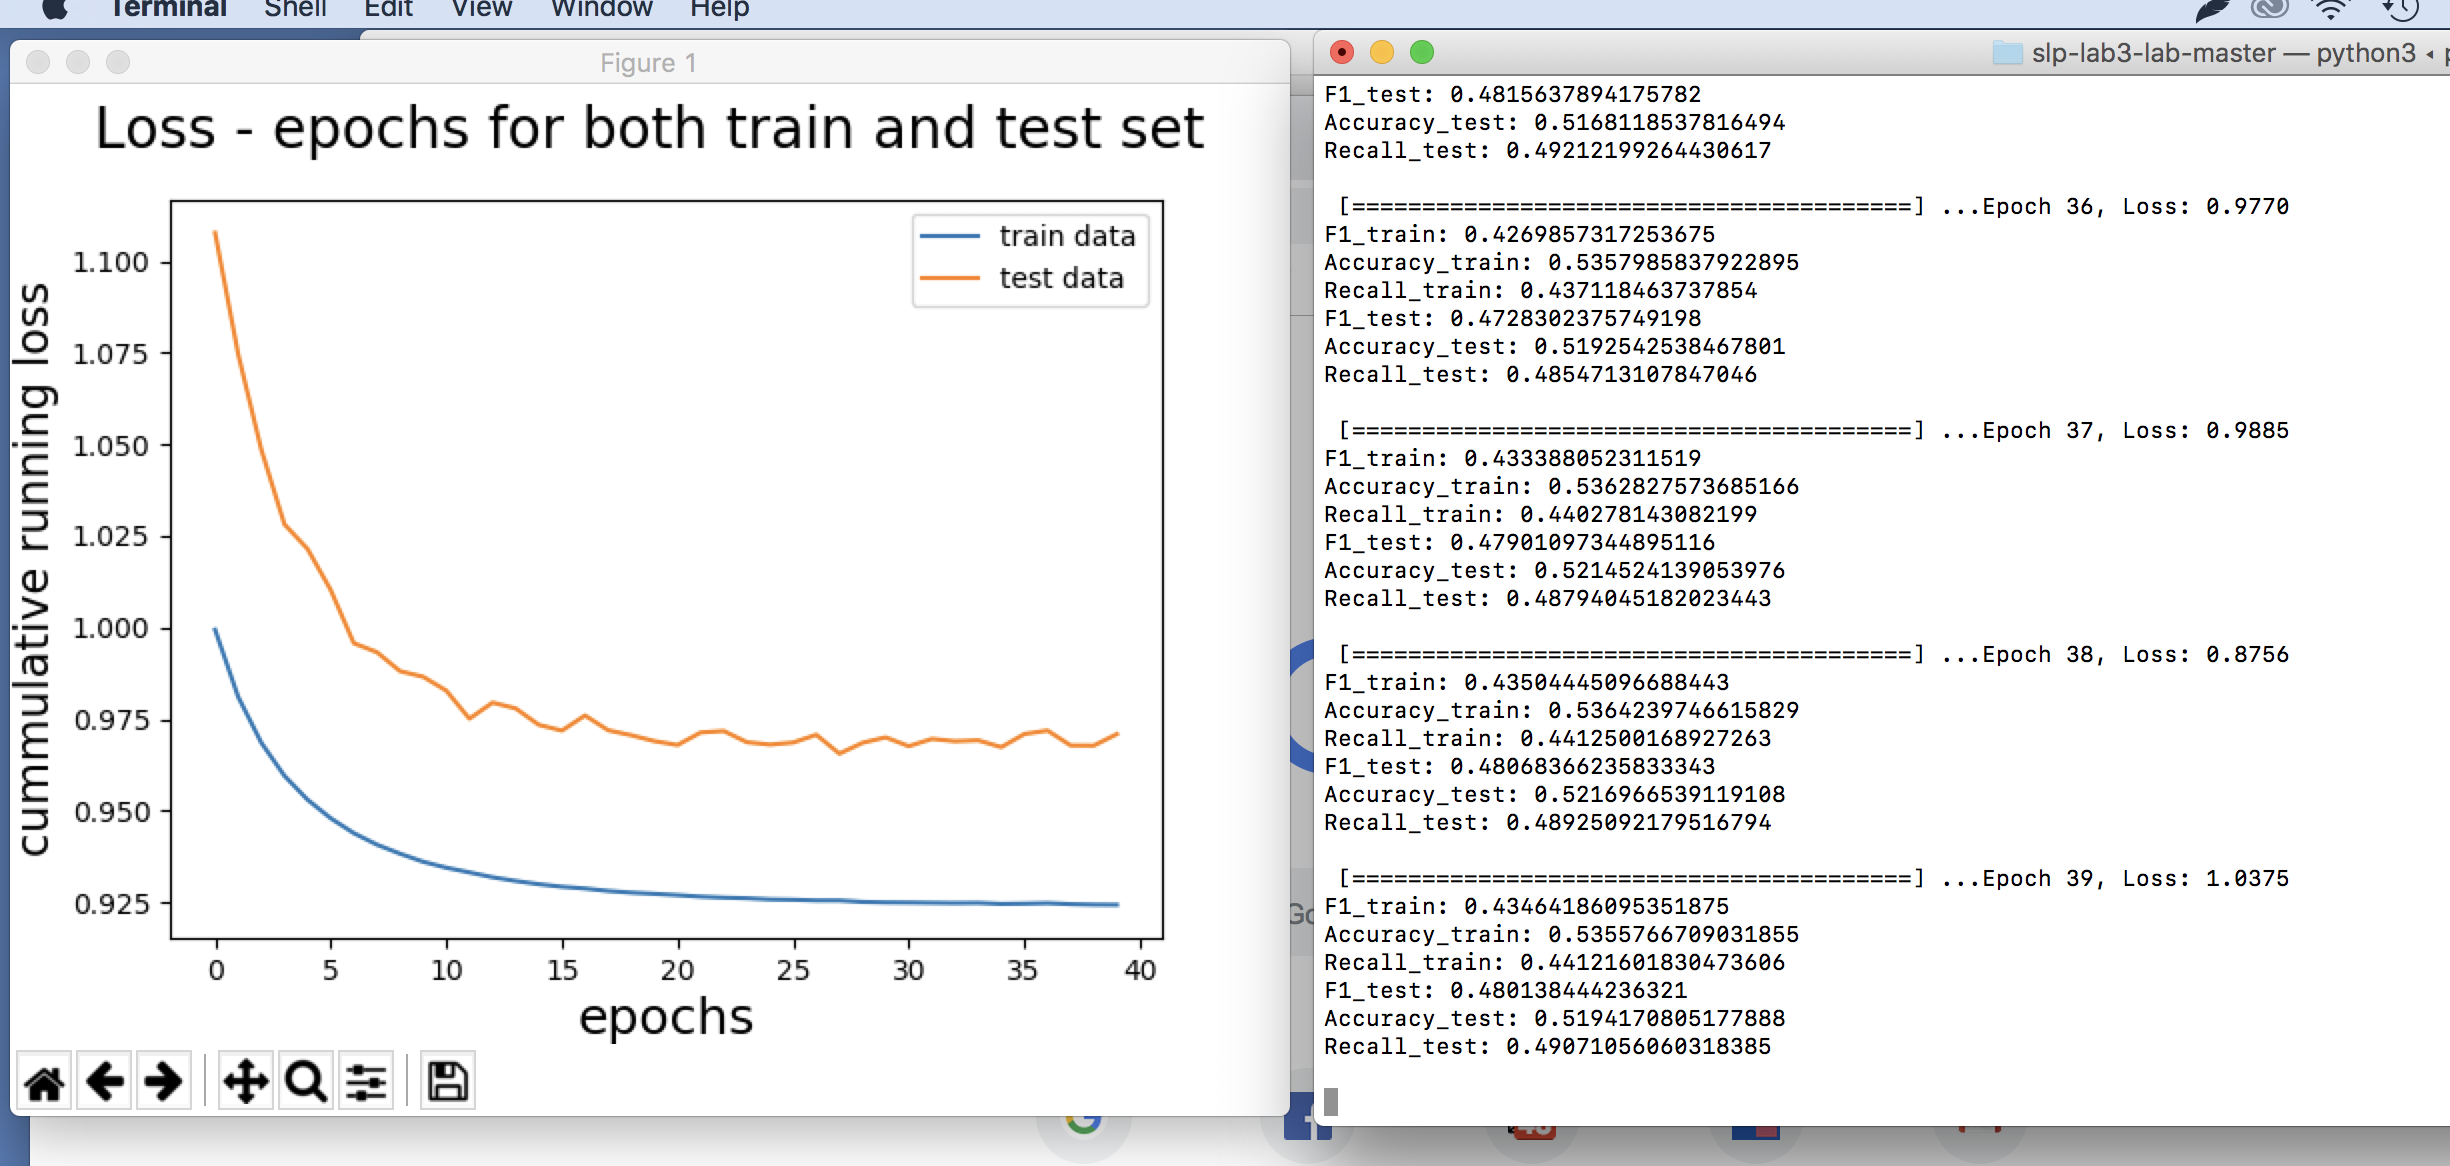 Terminal Shell Edit View Window Help
Figure 1
Loss - epochs for both train and test set
train data
test data
cummulative running loss
1.100
1.075
1.050
1.025
1.000
0.975
0.950
0.925
0 5 10 15 20 25 30 35 40
epochs
slp-lab3-lab-master — python3
F1_test: 0.4815637894175782
Accuracy_test: 0.5168118537816494
Recall_test: 0.49212199264430617
[========================================] ...Epoch 36, Loss: 0.9770
F1_train: 0.4269857317253675
Accuracy_train: 0.5357985837922895
Recall_train: 0.437118463737854
F1_test: 0.4728302375749198
Accuracy_test: 0.5192542538467801
Recall_test: 0.4854713107847046
[========================================] ...Epoch 37, Loss: 0.9885
F1_train: 0.433388052311519
Accuracy_train: 0.5362827573685166
Recall_train: 0.440278143082199
F1_test: 0.47901097344895116
Accuracy_test: 0.5214524139053976
Recall_test: 0.48794045182023443
[========================================] ...Epoch 38, Loss: 0.8756
F1_train: 0.43504445096688443
Accuracy_train: 0.5364239746615829
Recall_train: 0.4412500168927263
F1_test: 0.48068366235833343
Accuracy_test: 0.5216966539119108
Recall_test: 0.48925092179516794
[========================================] ...Epoch 39, Loss: 1.0375
F1_train: 0.43464186095351875
Accuracy_train: 0.5355766709031855
Recall_train: 0.44121601830473606
F1_test: 0.480138444236321
Accuracy_test: 0.5194170805177888
Recall_test: 0.49071056060318385